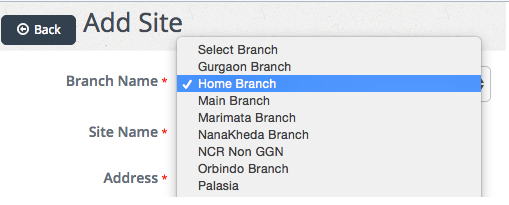 Back
Add Site
Branch Name *
Select Branch
Gurgaon Branch
✓ Home Branch
Main Branch
Marimata Branch
NanaKheda Branch
NCR Non GGN
Orbindo Branch
Palasia
Site Name *
Address *